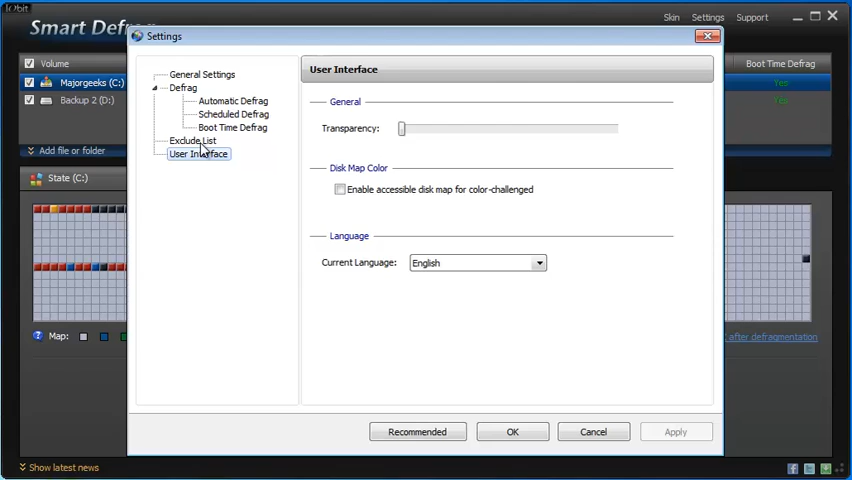 IObit
Skin Settings Support
Settings
General Settings
Defrag
Automatic Defrag
Scheduled Defrag
Boot Time Defrag
Exclude List
User Interface
User Interface
General
Transparency:
Disk Map Color
Enable accessible disk map for color-challenged
Language
Current Language: English
Recommended OK Cancel Apply
Smart Defrag
Volume
Boot Time Defrag
Majorgeeks (C:)
Yes
Backup 2 (D:)
Yes
Add file or folder
State (C:)
Map:
after defragmentation
Show latest news